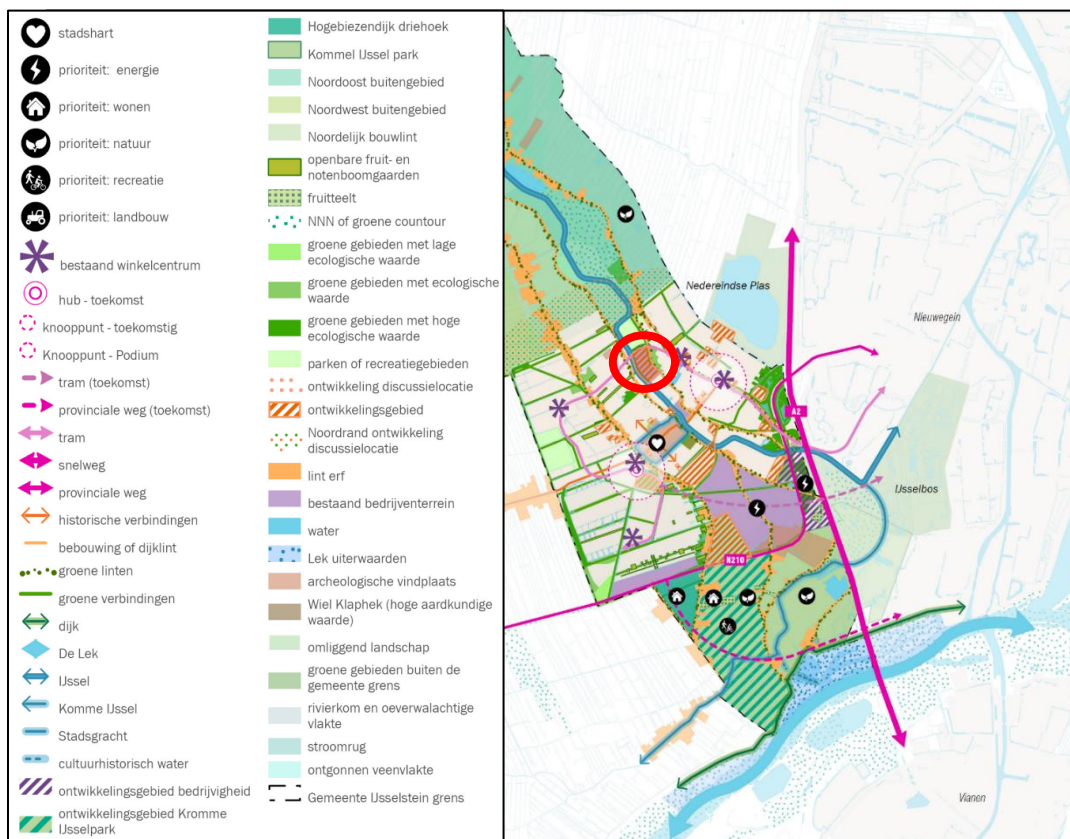 stadshart
prioriteit: energie
prioriteit: wonen
prioriteit: natuur
prioriteit: recreatie
prioriteit: landbouw
bestaand winkelcentrum
hub - toekomst
knooppunt - toekomstig
Knooppunt - Podium
tram (toekomst)
provinciale weg (toekomst)
tram
snelweg
provinciale weg
historische verbindingen
bebouwing of dijklint
groene linten
groene verbindingen
dijk
De Lek
IJssel
Komme IJssel
Stadsgracht
cultuurhistorisch water
ontwikkelingsgebied bedrijvigheid
ontwikkelingsgebied Kromme
IJsselpark
Hogebiezendijk driehoek
Kommel IJssel park
Noordoost buitengebied
Noordwest buitengebied
Noordelijk bouwlint
openbare fruit- en
notenboomgaarden
fruitteelt
NNN of groene countour
groene gebieden met lage
ecologische waarde
groene gebieden met ecologische
waarde
groene gebieden met hoge
ecologische waarde
parken of recreatiegebieden
ontwikkeling discussielocatie
ontwikkelingsgebied
Noordrand ontwikkeling
discussielocatie
lint erf
bestaand bedrijventerrein
water
Lek uiterwaarden
archeologische vindplaats
Wiel Klaphek (hoge aardkundige
waarde)
omliggend landschap
groene gebieden buiten de
gemeente grens
rivierkom en oeverwalachtige
vlakte
stroomrug
ontgonnen veenvlakte
Gemeente IJsselstein grens
Nedereindse Plas
Nieuwegein
A2
IJsselbos
N210
Vianen